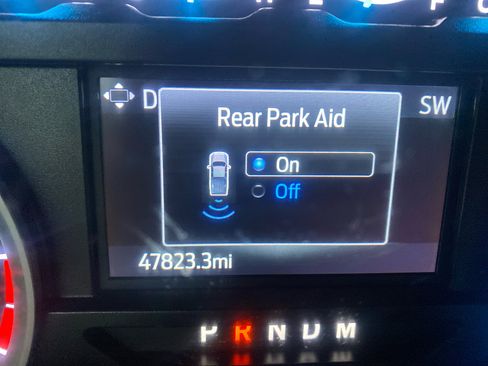 D
SW
Rear Park Aid
On
Off
47823.3mi
P R N D M